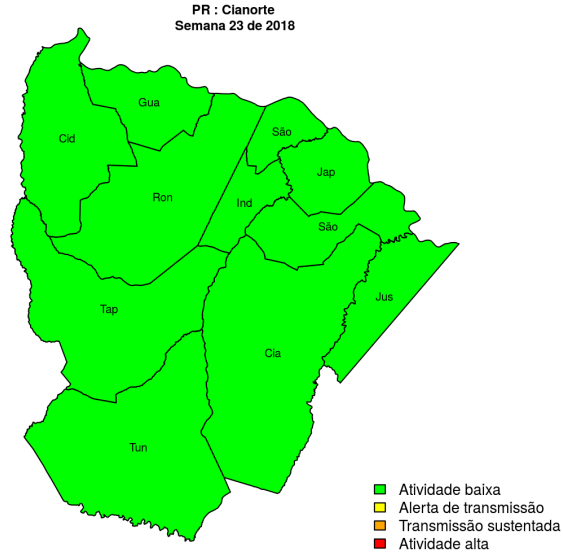 PR : Cianorte
Semana 23 de 2018
Gua
São
Cid
Jap
Ron
Ind
São
Jus
Tap
Cia
Tun
Atividade baixa
Alerta de transmissão
Transmissão sustentada
Atividade alta